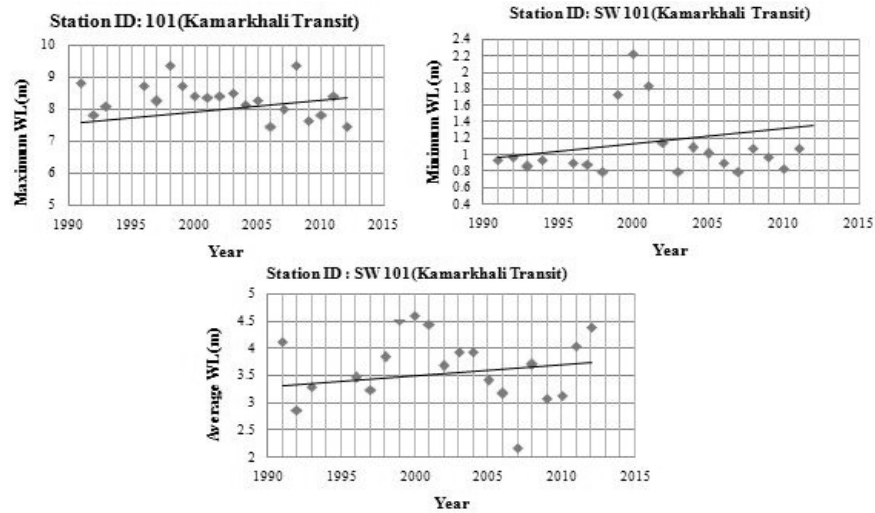 Station ID: 101(Kamarkhali Transit)
Maximum WL(m)
10
9
8
7
6
5
1990 1995 2000 2005 2010 2015
Year
Station ID: SW 101(Kamarkhali Transit)
Minimum WL(m)
2.4
2.2
2
1.8
1.6
1.4
1.2
1
0.8
0.6
0.4
1990 1995 2000 2005 2010 2015
Year
Station ID : SW 101(Kamarkhali Transit)
Average WL(m)
5
4.5
4
3.5
3
2.5
2
1990 1995 2000 2005 2010 2015
Year